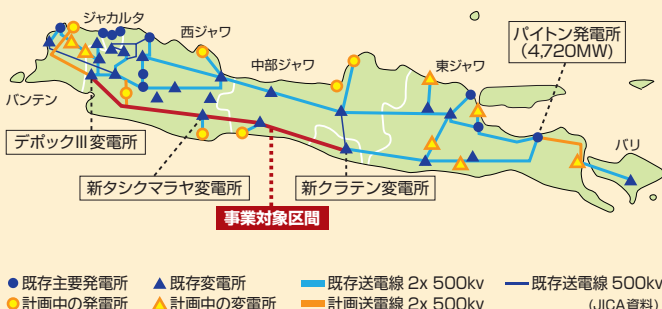 ジャカルタ
西ジャワ
パイトン発電所
(4,720MW)
中部ジャワ
東ジャワ
バンテン
デポックⅢ変電所
バリ
新タシクマラヤ変電所
新クラテン変電所
事業対象区間
既存主要発電所
既存変電所
既存送電線 2x 500kv
既存送電線 500kv
計画中の発電所
計画中の変電所
計画送電線 2x 500kv
(JICA資料)